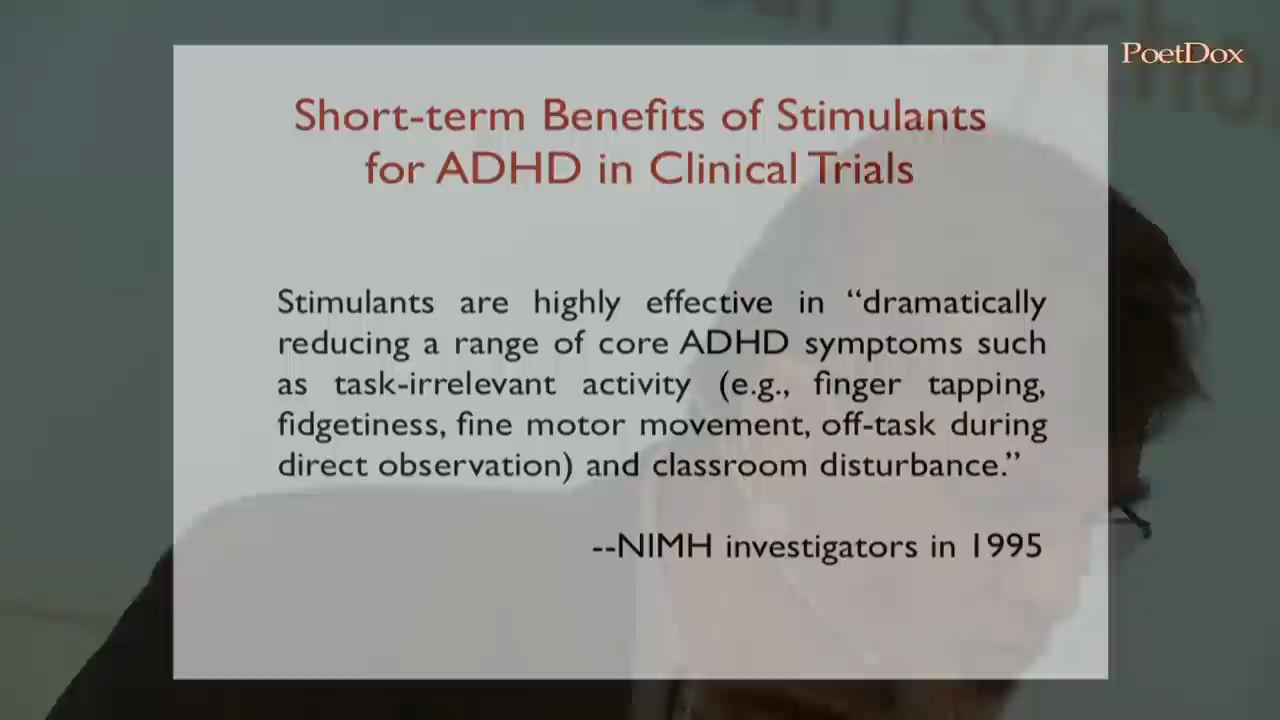 PoetDox
Short-term Benefits of Stimulants
for ADHD in Clinical Trials
Stimulants are highly effective in “dramatically
reducing a range of core ADHD symptoms such
as task-irrelevant activity (e.g., finger tapping,
fidgetiness, fine motor movement, off-task during
direct observation) and classroom disturbance.”
--NIMH investigators in 1995